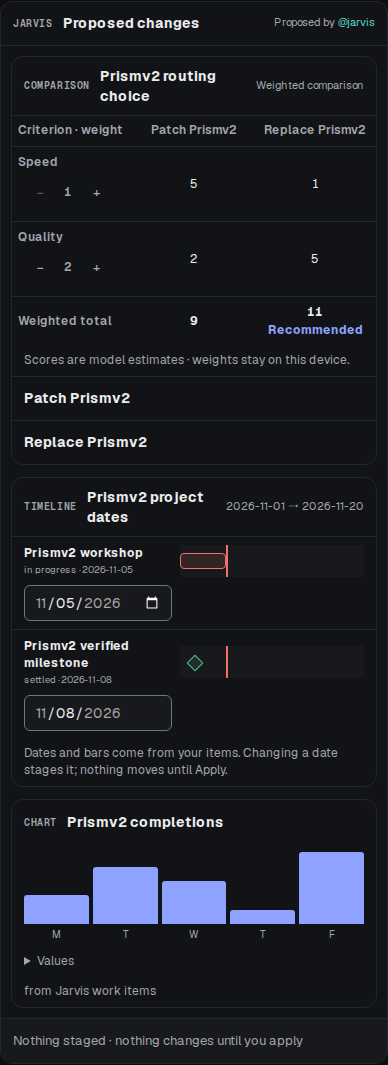 JARVIS Proposed changes Proposed by @jarvis
COMPARISON Prismv2 routing choice Weighted comparison
Criterion · weight Patch Prismv2 Replace Prismv2
Speed
− 1 + 5 1
Quality
− 2 + 2 5
Weighted total 9 11
Recommended
Scores are model estimates · weights stay on this device.
Patch Prismv2
Replace Prismv2
TIMELINE Prismv2 project dates 2026-11-01 → 2026-11-20
Prismv2 workshop
in progress · 2026-11-05
11/05/2026
Prismv2 verified
milestone
settled · 2026-11-08
11/08/2026
Dates and bars come from your items. Changing a date
stages it; nothing moves until Apply.
CHART Prismv2 completions
M T W T F
Values
from Jarvis work items
Nothing staged · nothing changes until you apply